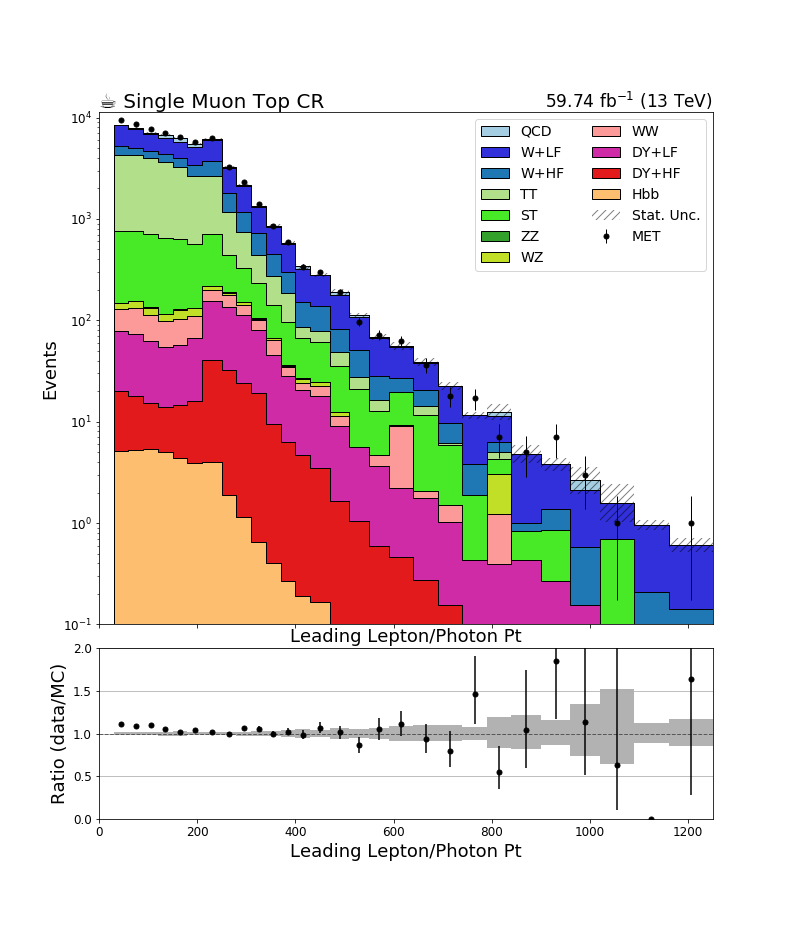 ☕ Single Muon Top CR
59.74 fb⁻¹ (13 TeV)
QCD
W+LF
W+HF
TT
ST
ZZ
WZ
WW
DY+LF
DY+HF
Hbb
Stat. Unc.
MET
Events
10⁴
10³
10²
10¹
10⁰
10⁻¹
Leading Lepton/Photon Pt
Ratio (data/MC)
2.0
1.5
1.0
0.5
0.0
0 200 400 600 800 1000 1200
Leading Lepton/Photon Pt